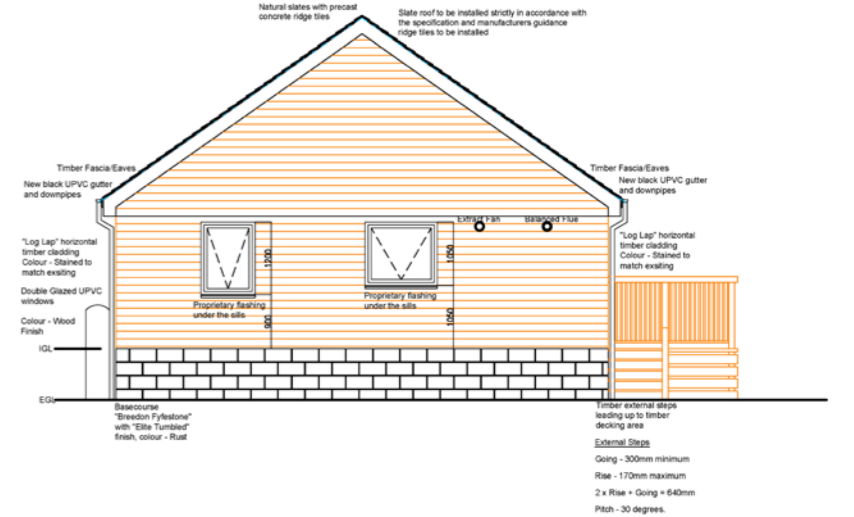 Natural slates with precast
concrete ridge tiles
Slate roof to be installed strictly in accordance with
the specification and manufacturers guidance
ridge tiles to be installed
Timber Fascia/Eaves
New black UPVC gutter
and downpipes
Timber Fascia/Eaves
New black UPVC gutter
and downpipes
Extract Fan
Balanced Flue
"Log Lap" horizontal
timber cladding
Colour - Stained to
match exsiting
Double Glazed UPVC
windows
Colour - Wood
Finish
1200
900
Proprietary flashing
under the sills
1050
1050
Proprietary flashing
under the sills
"Log Lap" horizontal
timber cladding
Colour - Stained to
match exsiting
IGL
EGL
Basecourse
"Breedon Fyfestone"
with "Elite Tumbled"
finish, colour - Rust
Timber external steps
leading up to timber
decking area
External Steps
Going - 300mm minimum
Rise - 170mm maximum
2 x Rise + Going = 640mm
Pitch - 30 degrees.